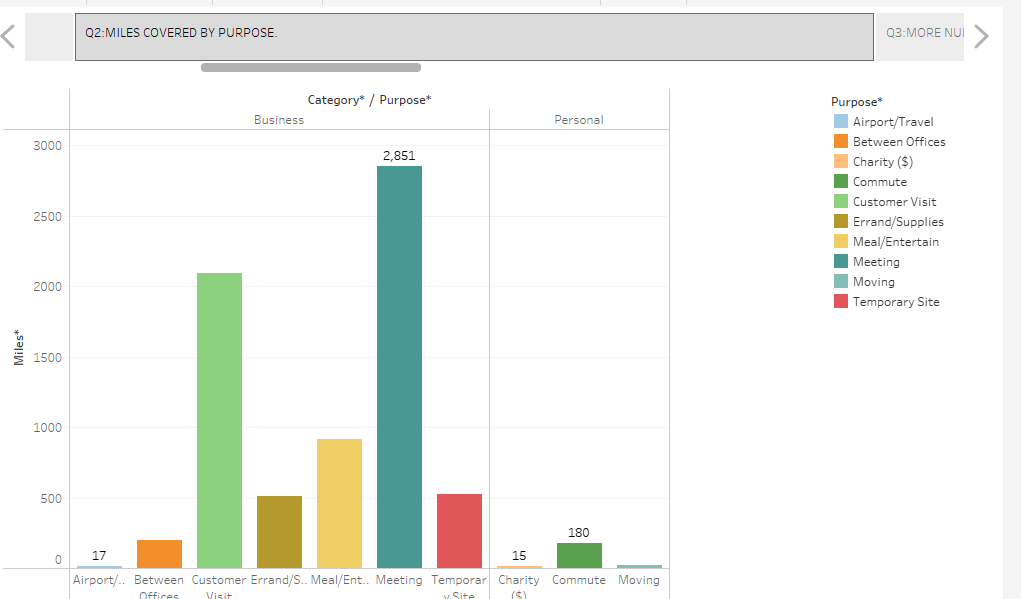 Q2:MILES COVERED BY PURPOSE.
Q3:MORE
Category* / Purpose*
Business
Personal
Miles*
3000
2500
2000
1500
1000
500
0
2,851
17
15
180
Airport/..
Between
Offices
Customer
Visit
Errand/S..
Meal/Ent..
Meeting
Temporar
y Site
Charity
($)
Commute
Moving
Purpose*
Airport/Travel
Between Offices
Charity ($)
Commute
Customer Visit
Errand/Supplies
Meal/Entertain
Meeting
Moving
Temporary Site